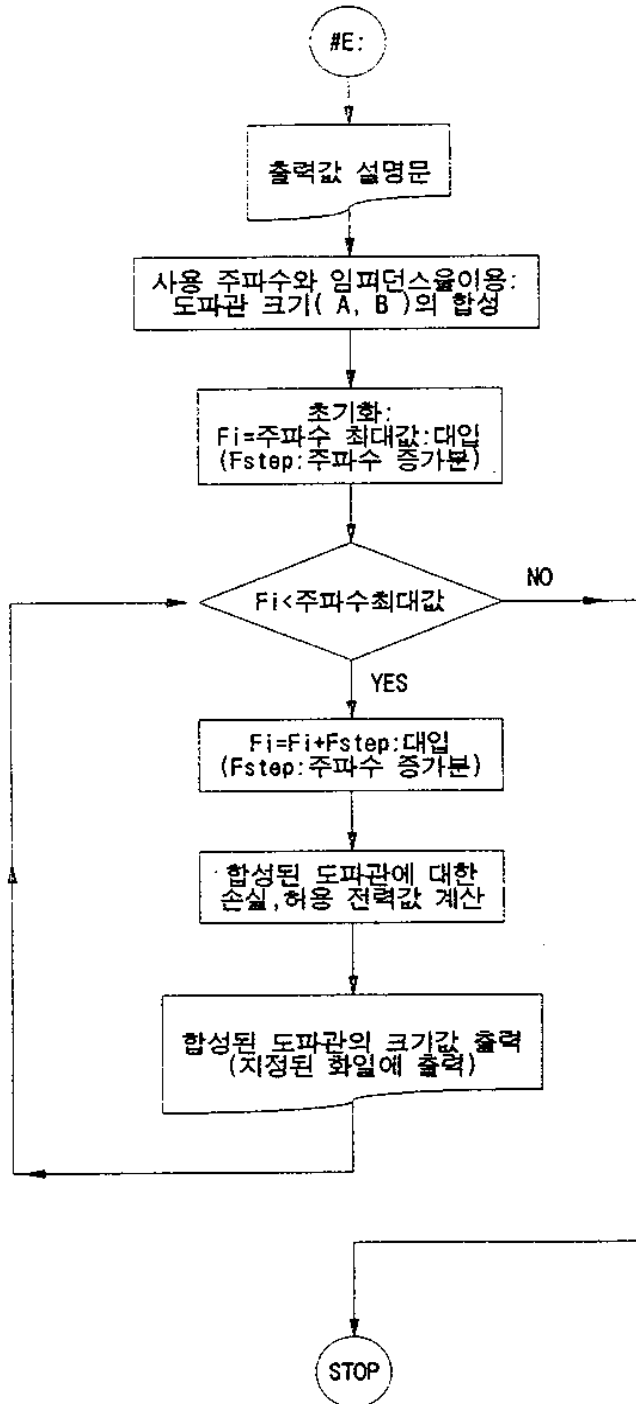 #E:
출력값 설명문
사용 주파수와 임피던스율이용:
도파관 크기( A, B )의 합성
초기화:
Fi=주파수 최대값:대입
(Fstep:주파수 증가분)
Fi<주파수최대값
NO
YES
Fi=Fi+Fstep:대입
(Fstep:주파수 증가분)
합성된 도파관에 대한
손실,허용 전력값 계산
합성된 도파관의 크기값 출력
(지정된 화일에 출력)
STOP